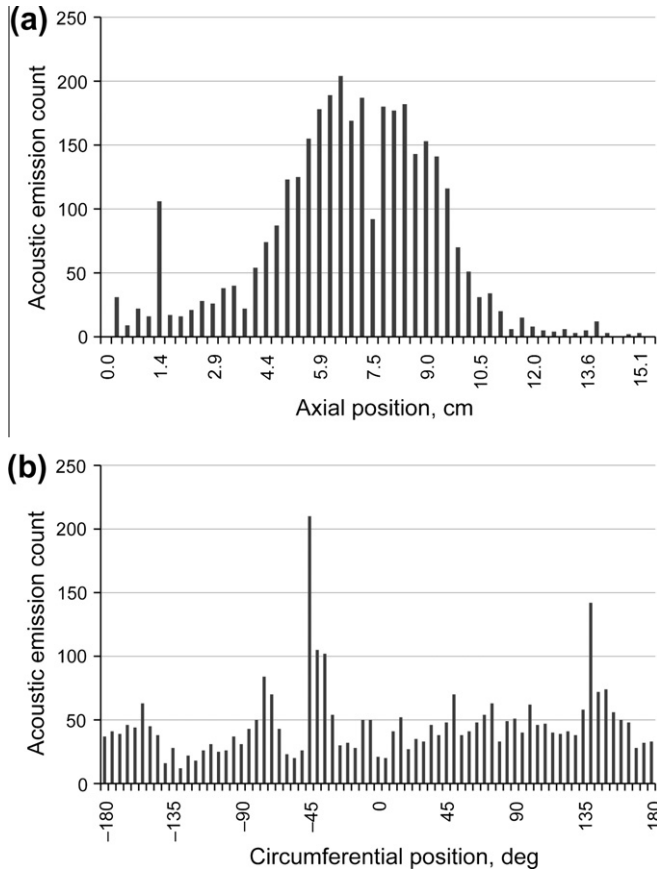 (a)
250
200
150
100
50
0
Acoustic emission count
0.0 1.4 2.9 4.4 5.9 7.5 9.0 10.5 12.0 13.6 15.1
Axial position, cm
(b)
250
200
150
100
50
0
Acoustic emission count
−180 −135 −90 −45 0 45 90 135 180
Circumferential position, deg